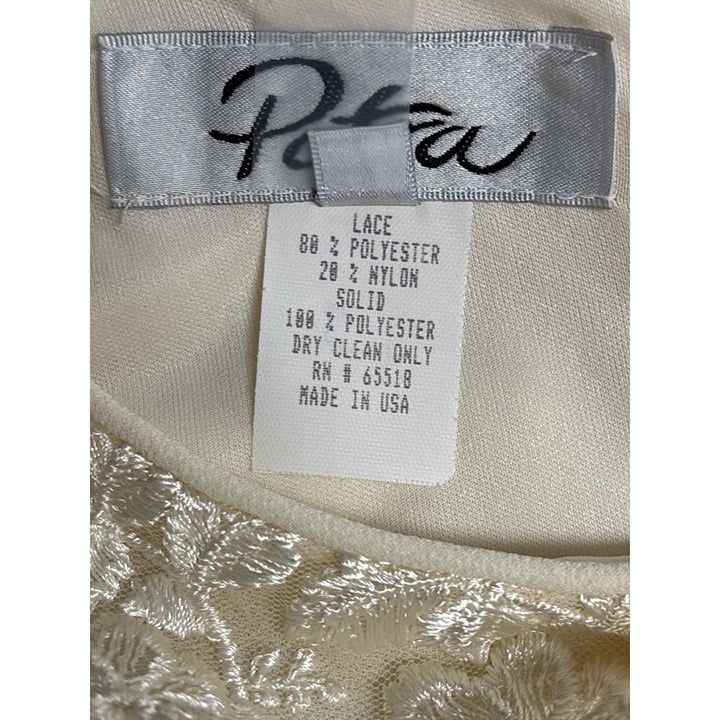 Patra
LACE
80 % POLYESTER
20 % NYLON
SOLID
100 % POLYESTER
DRY CLEAN ONLY
RN # 65518
MADE IN USA